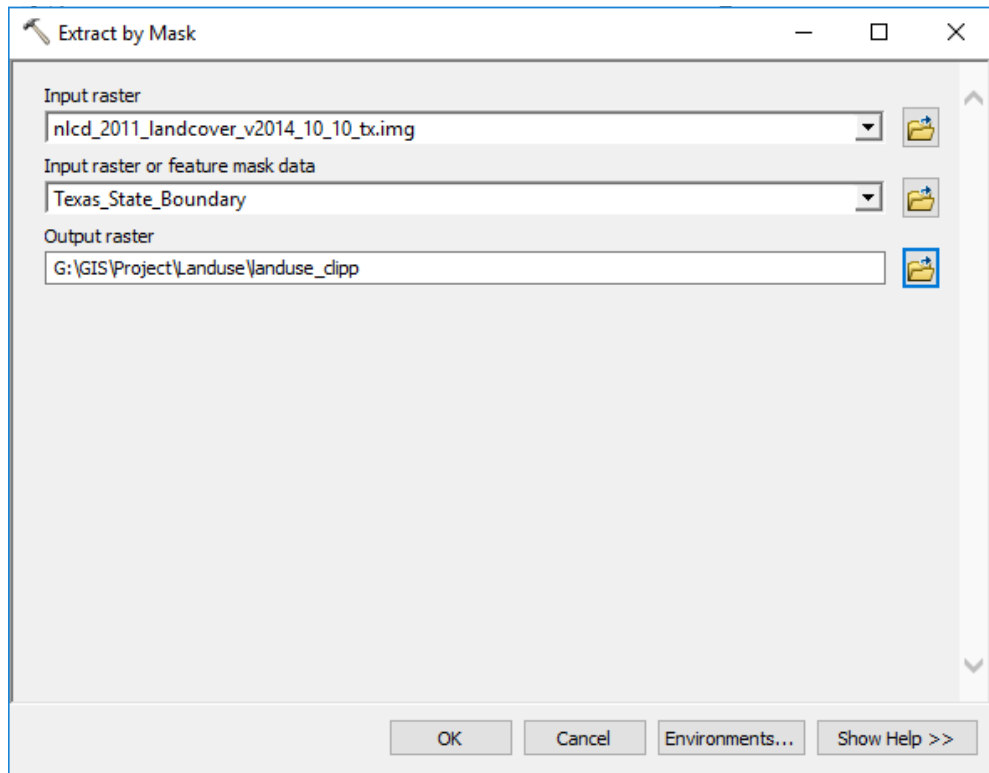 Extract by Mask
Input raster
nlcd_2011_landcover_v2014_10_10_tx.img
Input raster or feature mask data
Texas_State_Boundary
Output raster
G:\GIS\Project\Landuse\landuse_clipp
OK Cancel Environments... Show Help >>